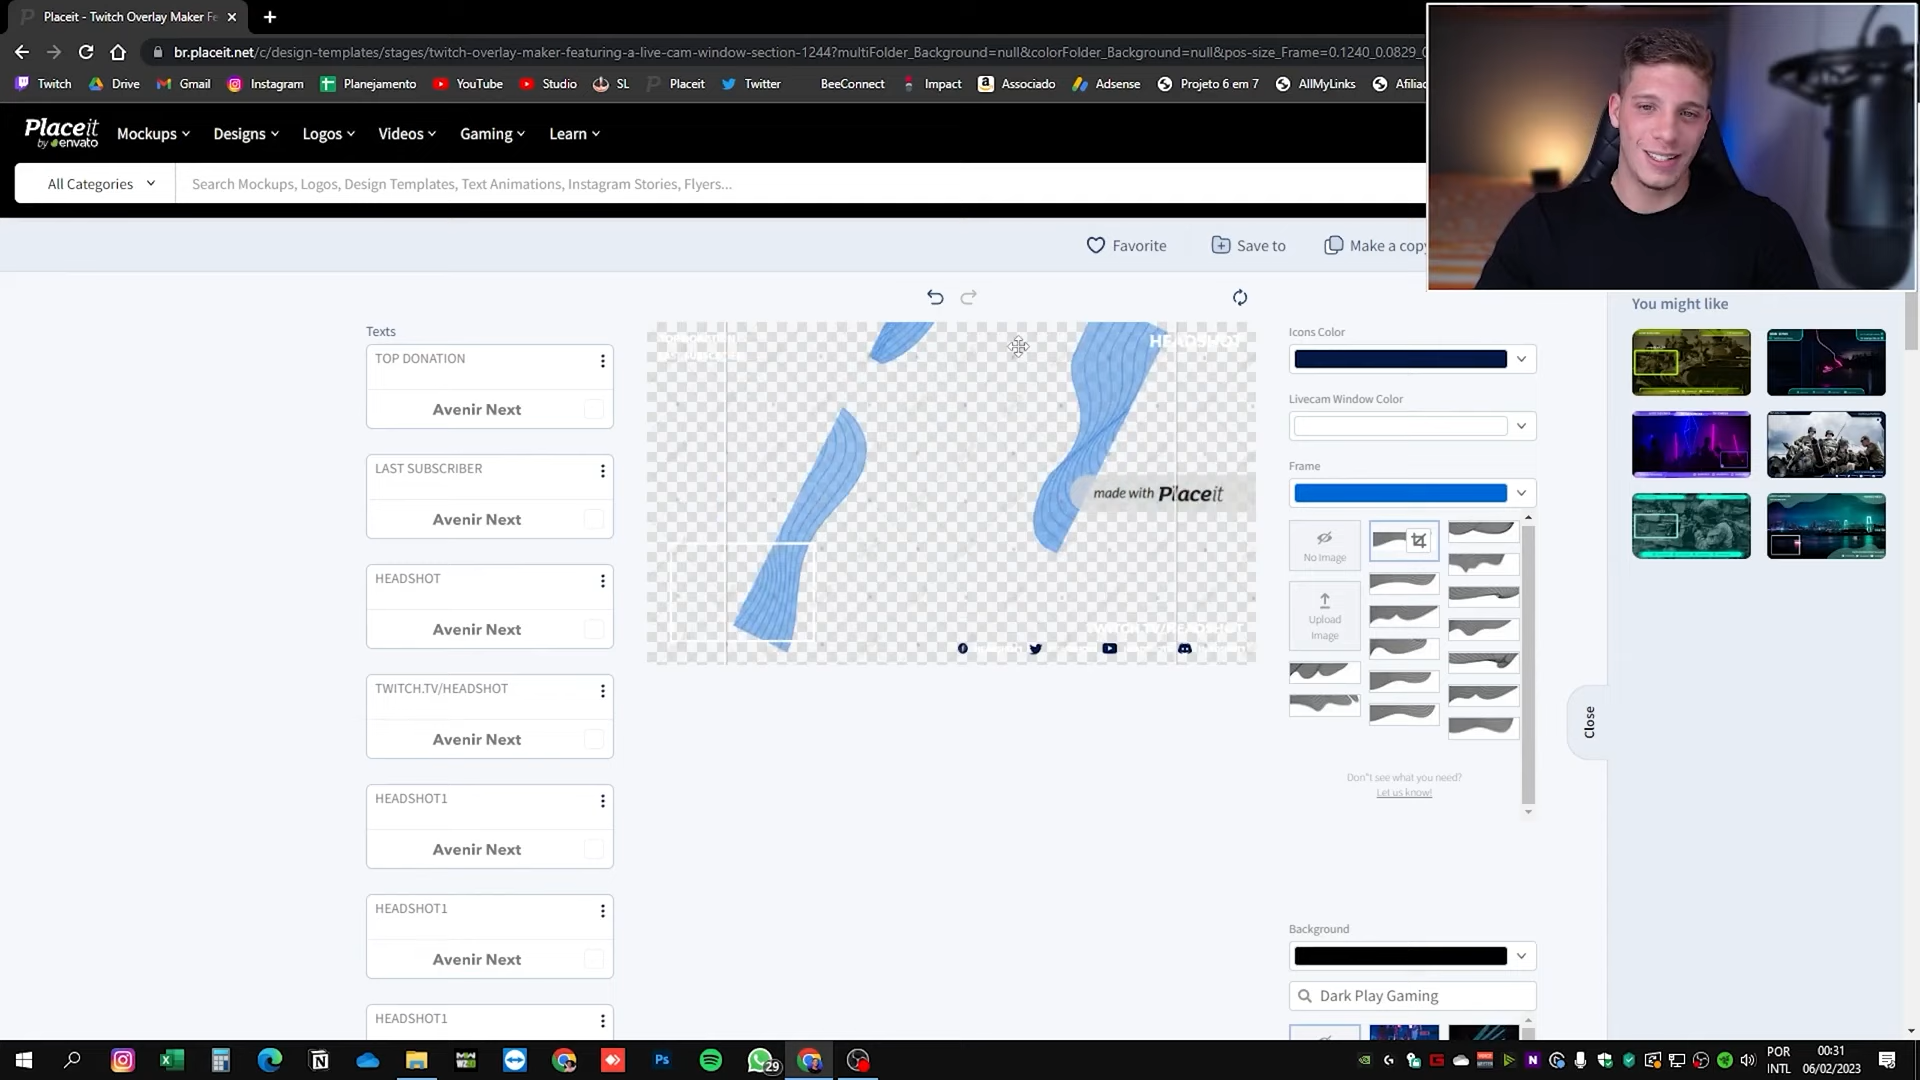 Placeit - Twitch Overlay Maker Fe
br.placeit.net/c/design-templates/stages/twitch-overlay-maker-featuring-a-live-cam-window-section-1244?multiFolder_Background=null&colorFolder_Background=null&pos-size_Frame=0.1240_0.0829_0
Twitch Drive Gmail Instagram Planejamento YouTube Studio SL Placeit Twitter BeeConnect Impact Associado Adsense Projeto 6 em 7 AllMyLinks Afilia
Placeit by envato
Mockups Designs Logos Videos Gaming Learn
All Categories
Search Mockups, Logos, Design Templates, Text Animations, Instagram Stories, Flyers...
Favorite Save to Make a copy
You might like
Texts
TOP DONATION
Avenir Next
LAST SUBSCRIBER
Avenir Next
HEADSHOT
Avenir Next
TWITCH.TV/HEADSHOT
Avenir Next
HEADSHOT1
Avenir Next
HEADSHOT1
Avenir Next
HEADSHOT1
HEADSHOT
made with Placeit
Icons Color
Livecam Window Color
Frame
No Image
Upload
Image
Don"t see what you need?
Let us know!
Background
Dark Play Gaming
Close
Ps
29
POR
INTL
00:31
06/02/2023